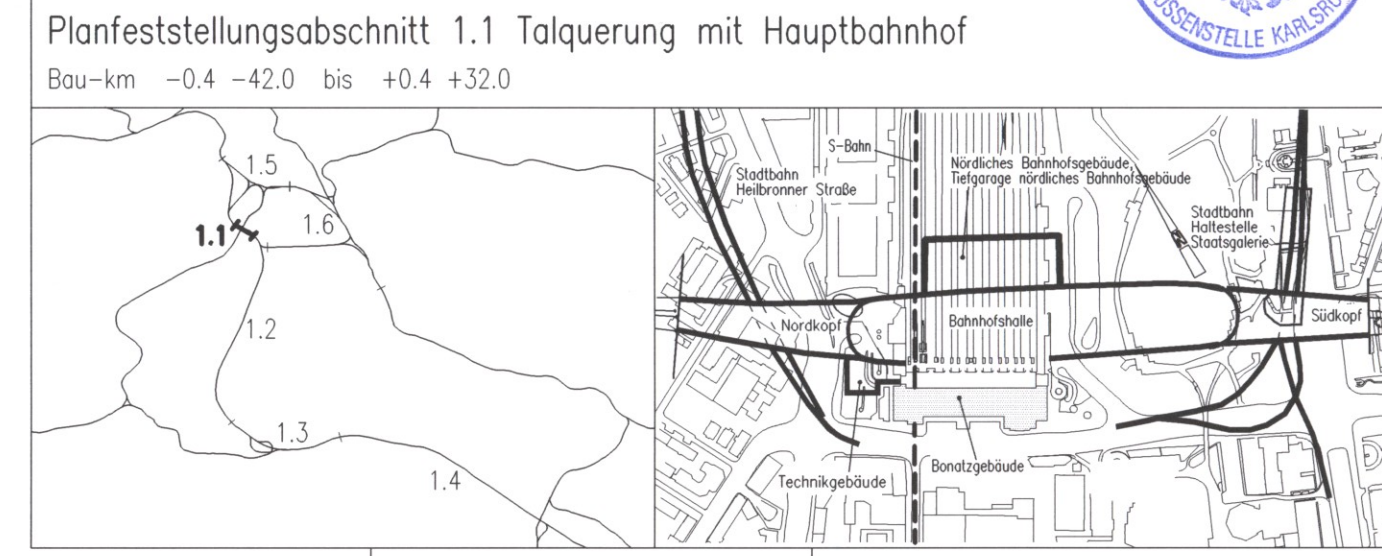 Planfeststellungsabschnitt 1.1 Talquerung mit Hauptbahnhof
Bau-km -0.4 -42.0 bis +0.4 +32.0
SSENSTELLE KARLSRU
1.5
1.6
1.1
1.2
1.3
1.4
S-Bahn
Stadtbahn
Heilbronner Straße
Nördliches Bahnhofsgebäude,
Tiefgarage nördliches Bahnhofsgebäude
Stadtbahn
Haltestelle
Staatsgalerie
Nordkopf
Bahnhofshalle
Südkopf
Technikgebäude
Bonatzgebäude